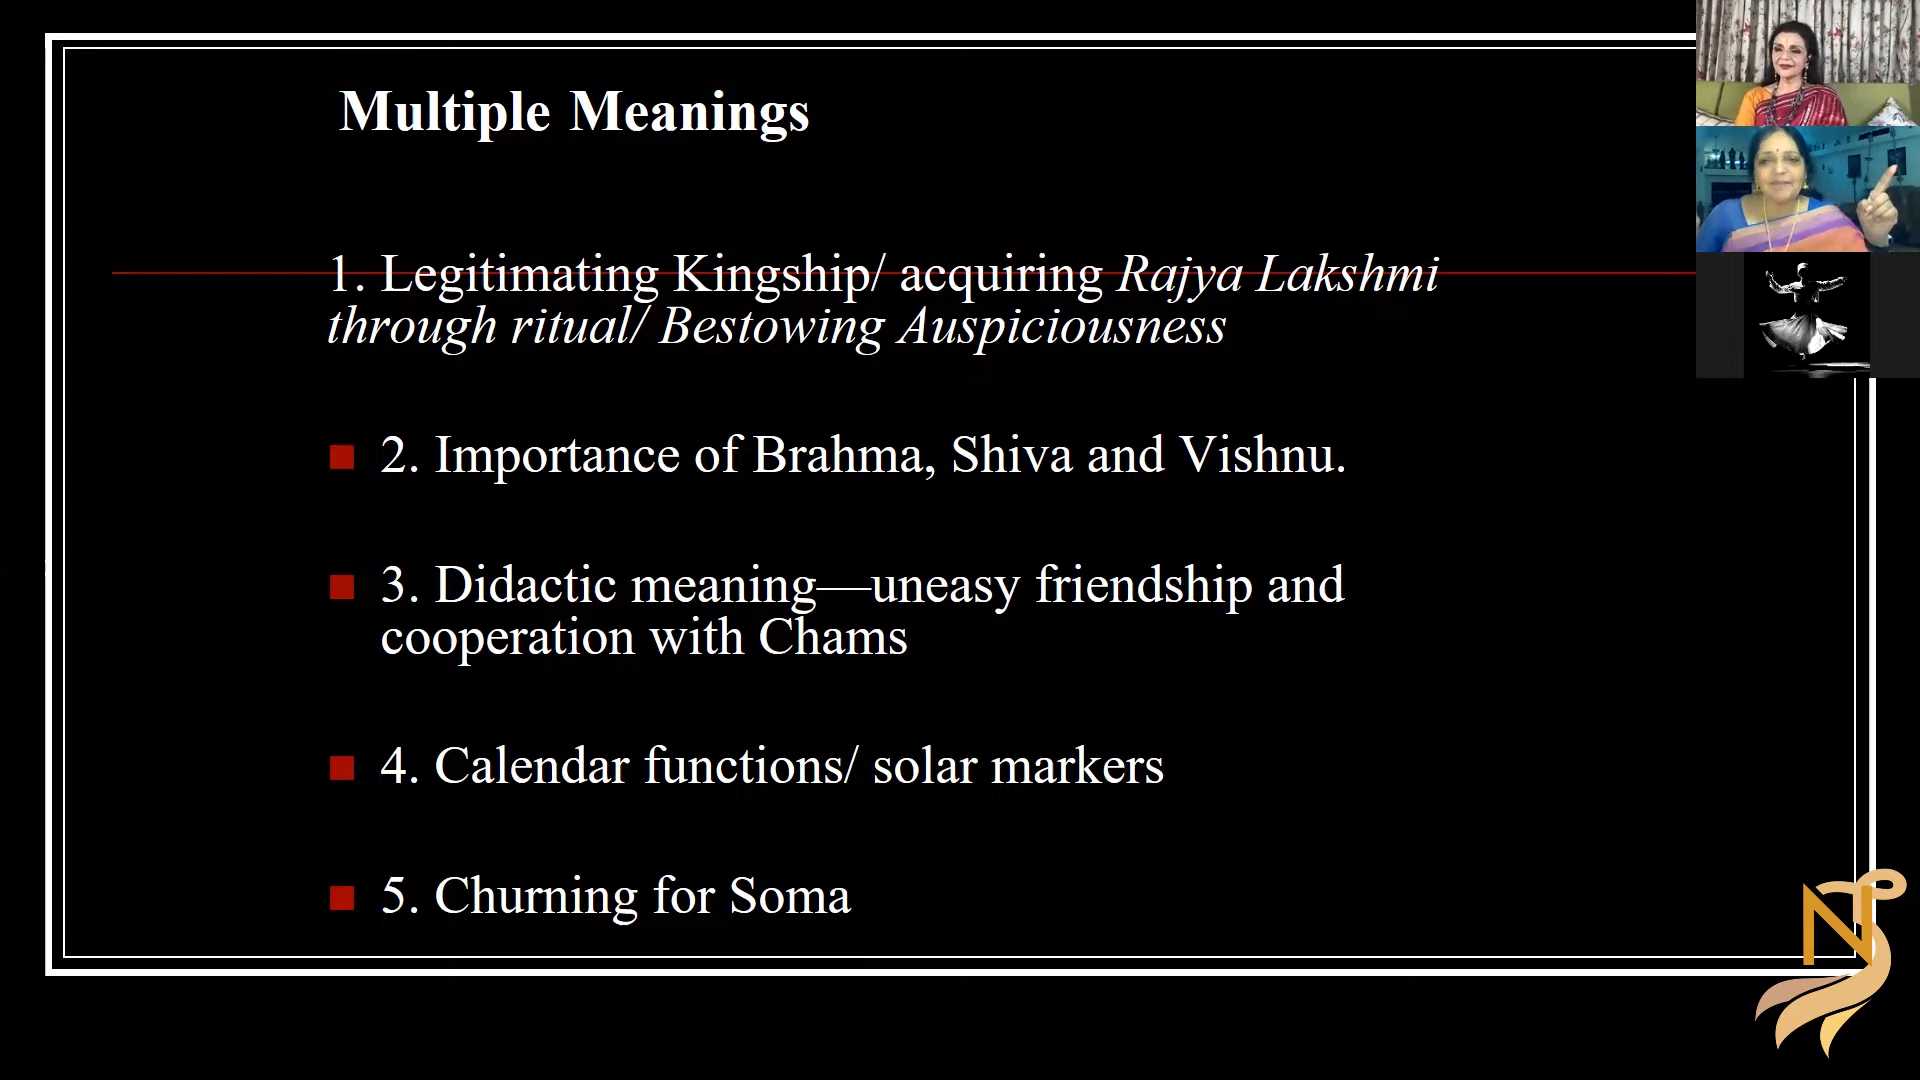 Multiple Meanings
1. Legitimating Kingship/ acquiring Rajya Lakshmi
through ritual/ Bestowing Auspiciousness
2. Importance of Brahma, Shiva and Vishnu.
3. Didactic meaning—uneasy friendship and
cooperation with Chams
4. Calendar functions/ solar markers
5. Churning for Soma
N